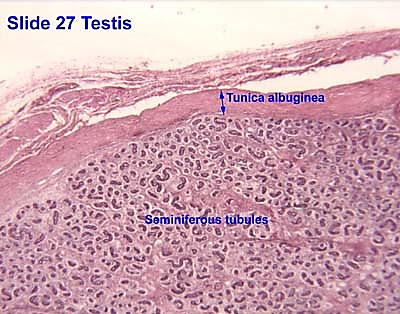 Slide 27 Testis
Tunica albuginea
Seminiferous tubules